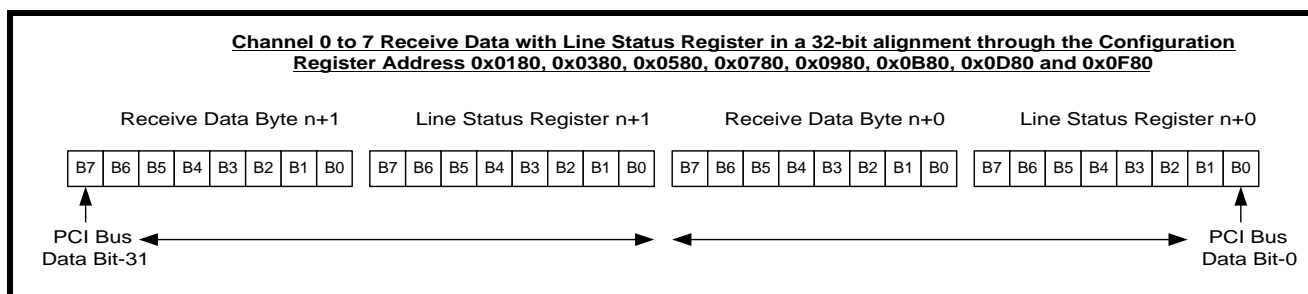 Channel 0 to 7 Receive Data with Line Status Register in a 32-bit alignment through the Configuration
Register Address 0x0180, 0x0380, 0x0580, 0x0780, 0x0980, 0x0B80, 0x0D80 and 0x0F80
Receive Data Byte n+1 Line Status Register n+1 Receive Data Byte n+0 Line Status Register n+0
B7 B6 B5 B4 B3 B2 B1 B0 B7 B6 B5 B4 B3 B2 B1 B0 B7 B6 B5 B4 B3 B2 B1 B0 B7 B6 B5 B4 B3 B2 B1 B0
PCI Bus
Data Bit-31
PCI Bus
Data Bit-0